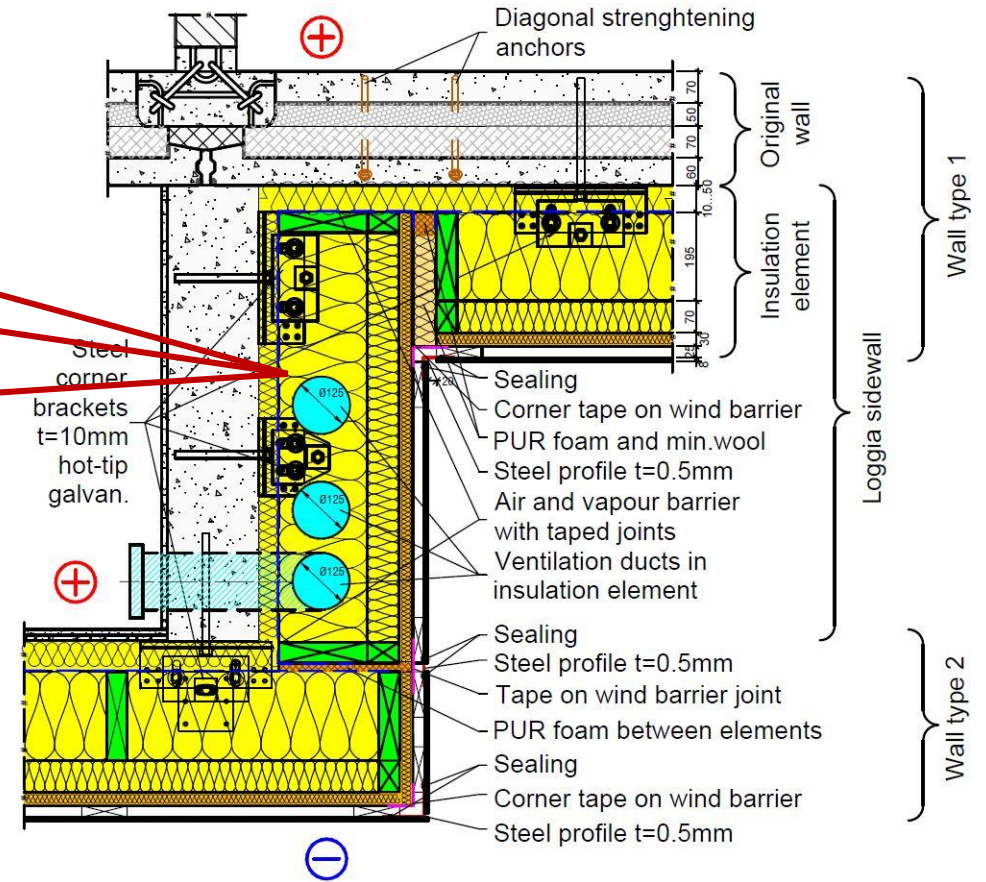 Diagonal strenghtening
anchors
70
50
70
60
10...50
195
70
30
25
8
20
Original
wall
Insulation
element
Wall type 1
Loggia sidewall
Wall type 2
Steel
corner
brackets
t=10mm
hot-tip
galvan.
Ø125
Ø125
Ø125
Sealing
Corner tape on wind barrier
PUR foam and min.wool
Steel profile t=0.5mm
Air and vapour barrier
with taped joints
Ventilation ducts in
insulation element
Sealing
Steel profile t=0.5mm
Tape on wind barrier joint
PUR foam between elements
Sealing
Corner tape on wind barrier
Steel profile t=0.5mm